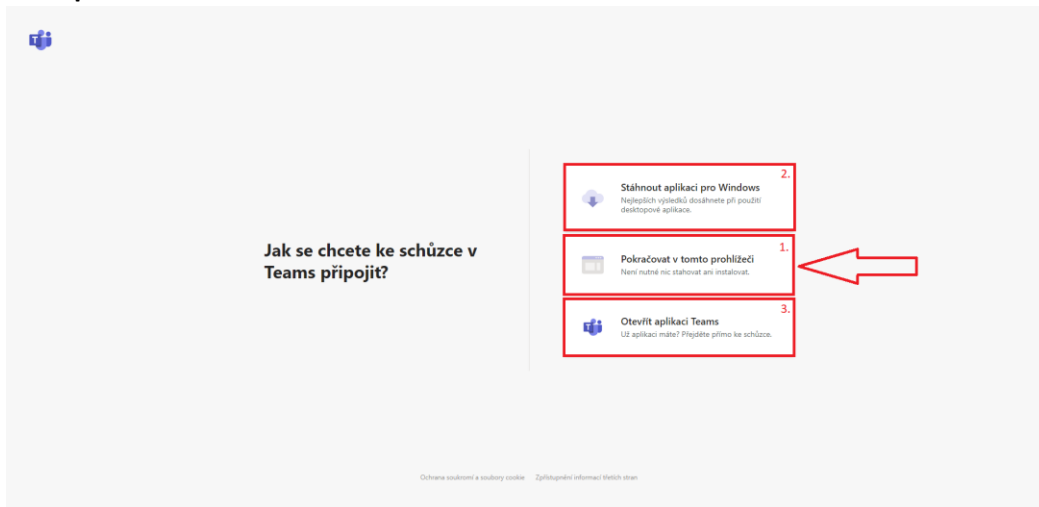 2.
Stáhnout aplikaci pro Windows
Nejlepších výsledků dosáhnete při použití
desktopové aplikace.
Jak se chcete ke schůzce v
Teams připojit?
1.
Pokračovat v tomto prohlížeči
Není nutné nic stahovat ani instalovat.
3.
Otevřít aplikaci Teams
Už aplikaci máte? Přejděte přímo ke schůzce.
Ochrana soukromí a soubory cookie Zpřístupnění informací třetích stran